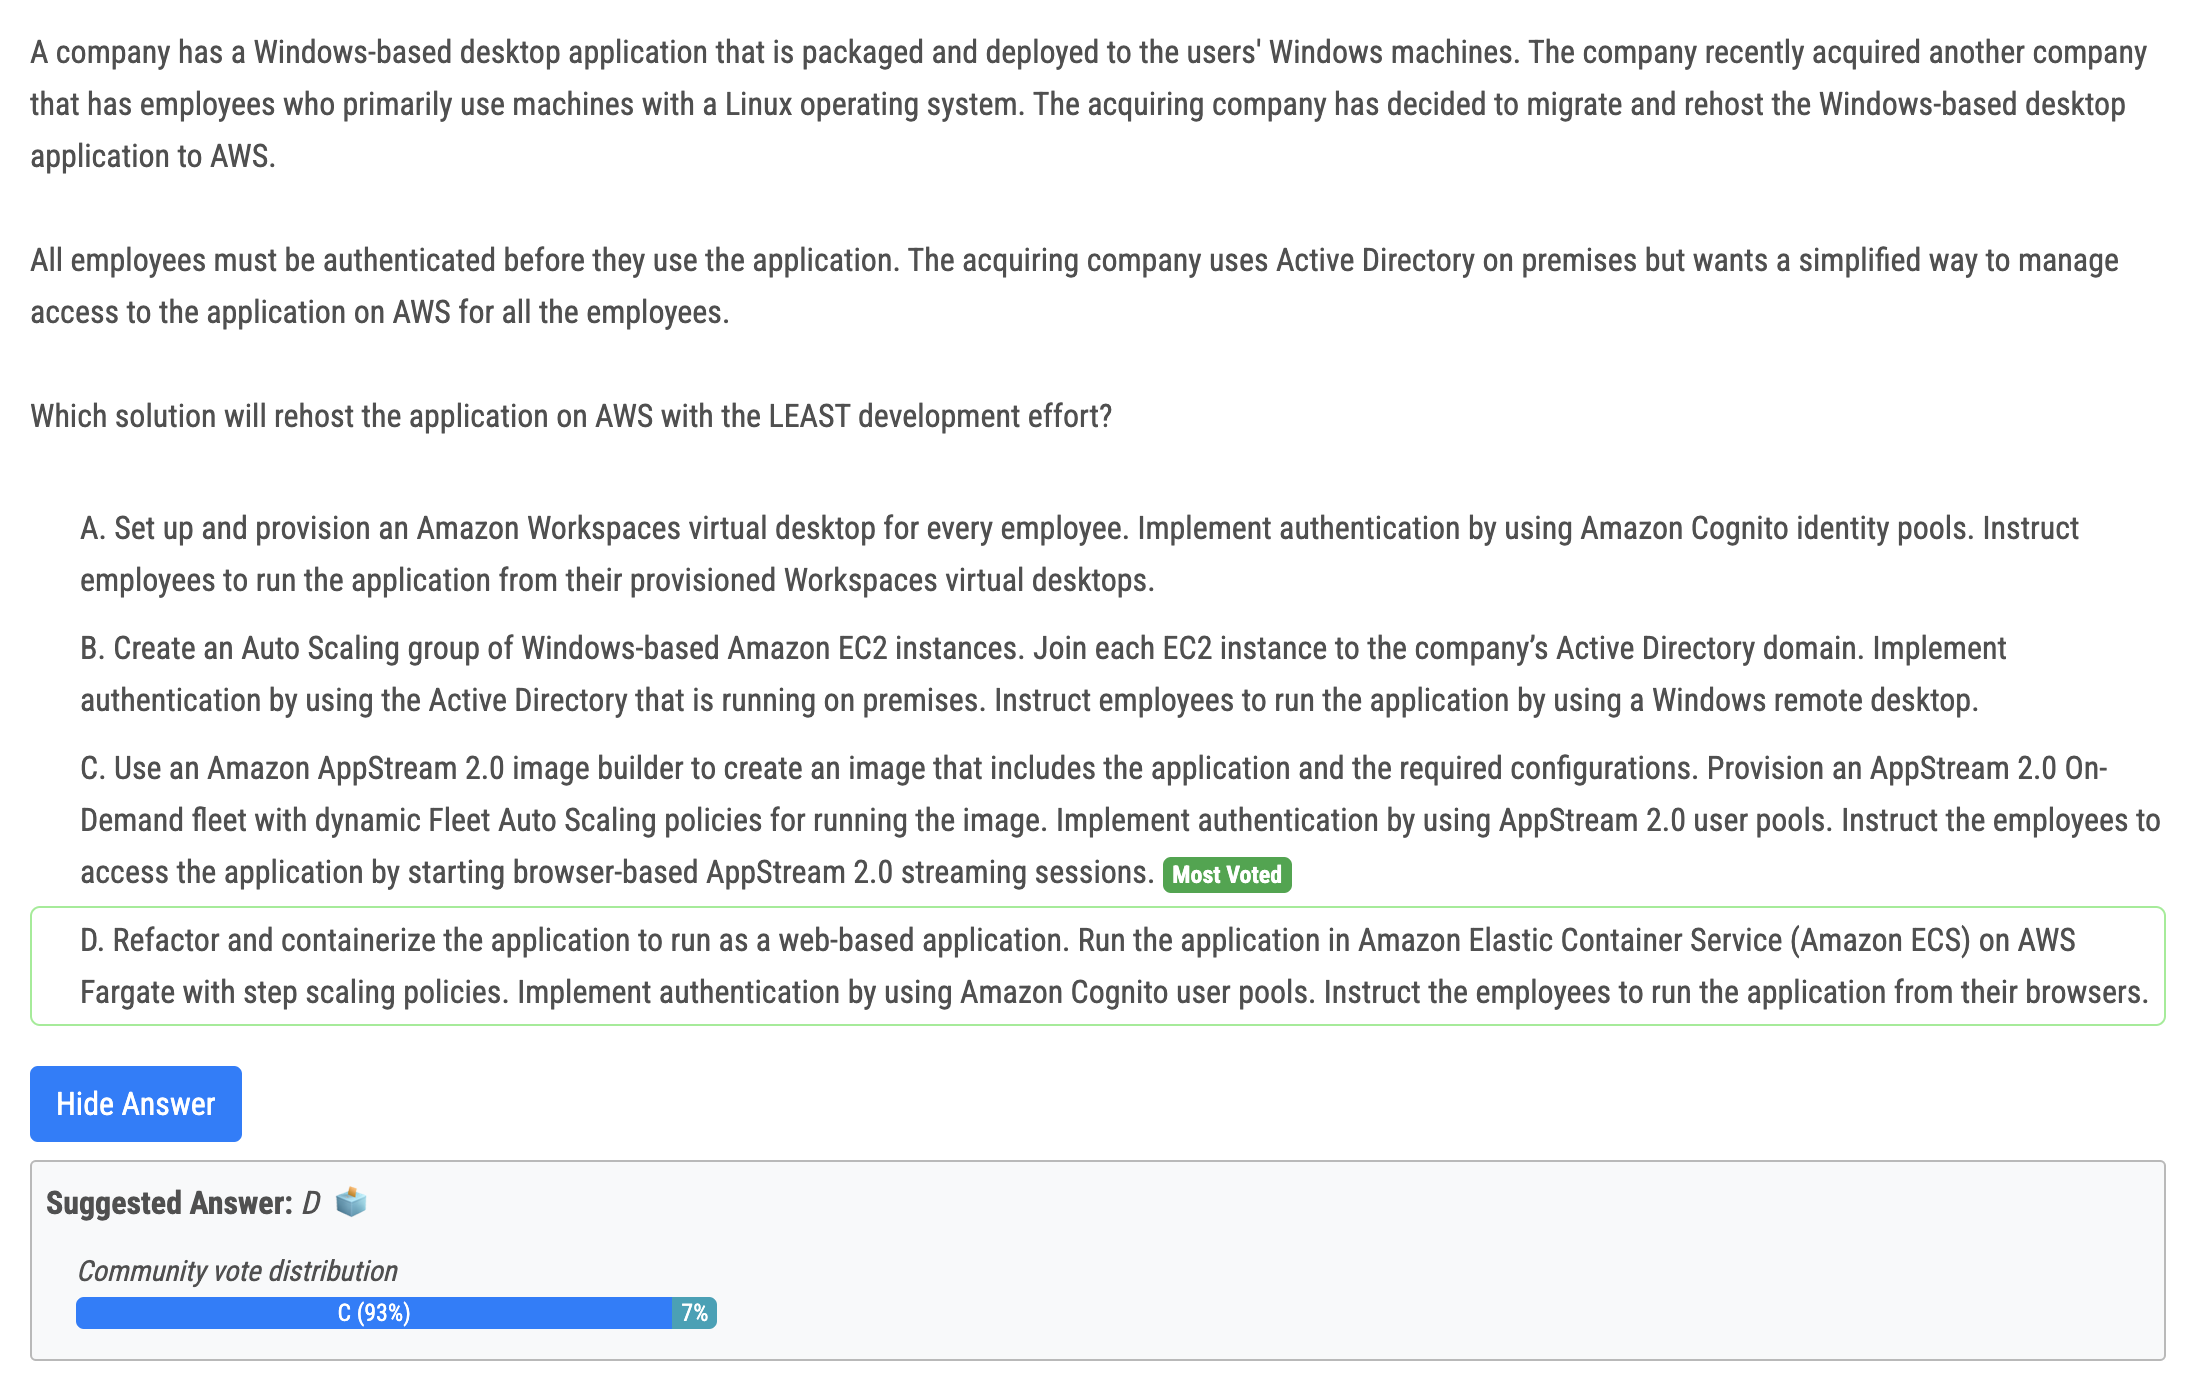 A company has a Windows-based desktop application that is packaged and deployed to the users' Windows machines. The company recently acquired another company
that has employees who primarily use machines with a Linux operating system. The acquiring company has decided to migrate and rehost the Windows-based desktop
application to AWS.
All employees must be authenticated before they use the application. The acquiring company uses Active Directory on premises but wants a simplified way to manage
access to the application on AWS for all the employees.
Which solution will rehost the application on AWS with the LEAST development effort?
A. Set up and provision an Amazon Workspaces virtual desktop for every employee. Implement authentication by using Amazon Cognito identity pools. Instruct
employees to run the application from their provisioned Workspaces virtual desktops.
B. Create an Auto Scaling group of Windows-based Amazon EC2 instances. Join each EC2 instance to the company’s Active Directory domain. Implement
authentication by using the Active Directory that is running on premises. Instruct employees to run the application by using a Windows remote desktop.
C. Use an Amazon AppStream 2.0 image builder to create an image that includes the application and the required configurations. Provision an AppStream 2.0 On-
Demand fleet with dynamic Fleet Auto Scaling policies for running the image. Implement authentication by using AppStream 2.0 user pools. Instruct the employees to
access the application by starting browser-based AppStream 2.0 streaming sessions. Most Voted
D. Refactor and containerize the application to run as a web-based application. Run the application in Amazon Elastic Container Service (Amazon ECS) on AWS
Fargate with step scaling policies. Implement authentication by using Amazon Cognito user pools. Instruct the employees to run the application from their browsers.
Hide Answer
Suggested Answer: D
Community vote distribution
C (93%) 7%